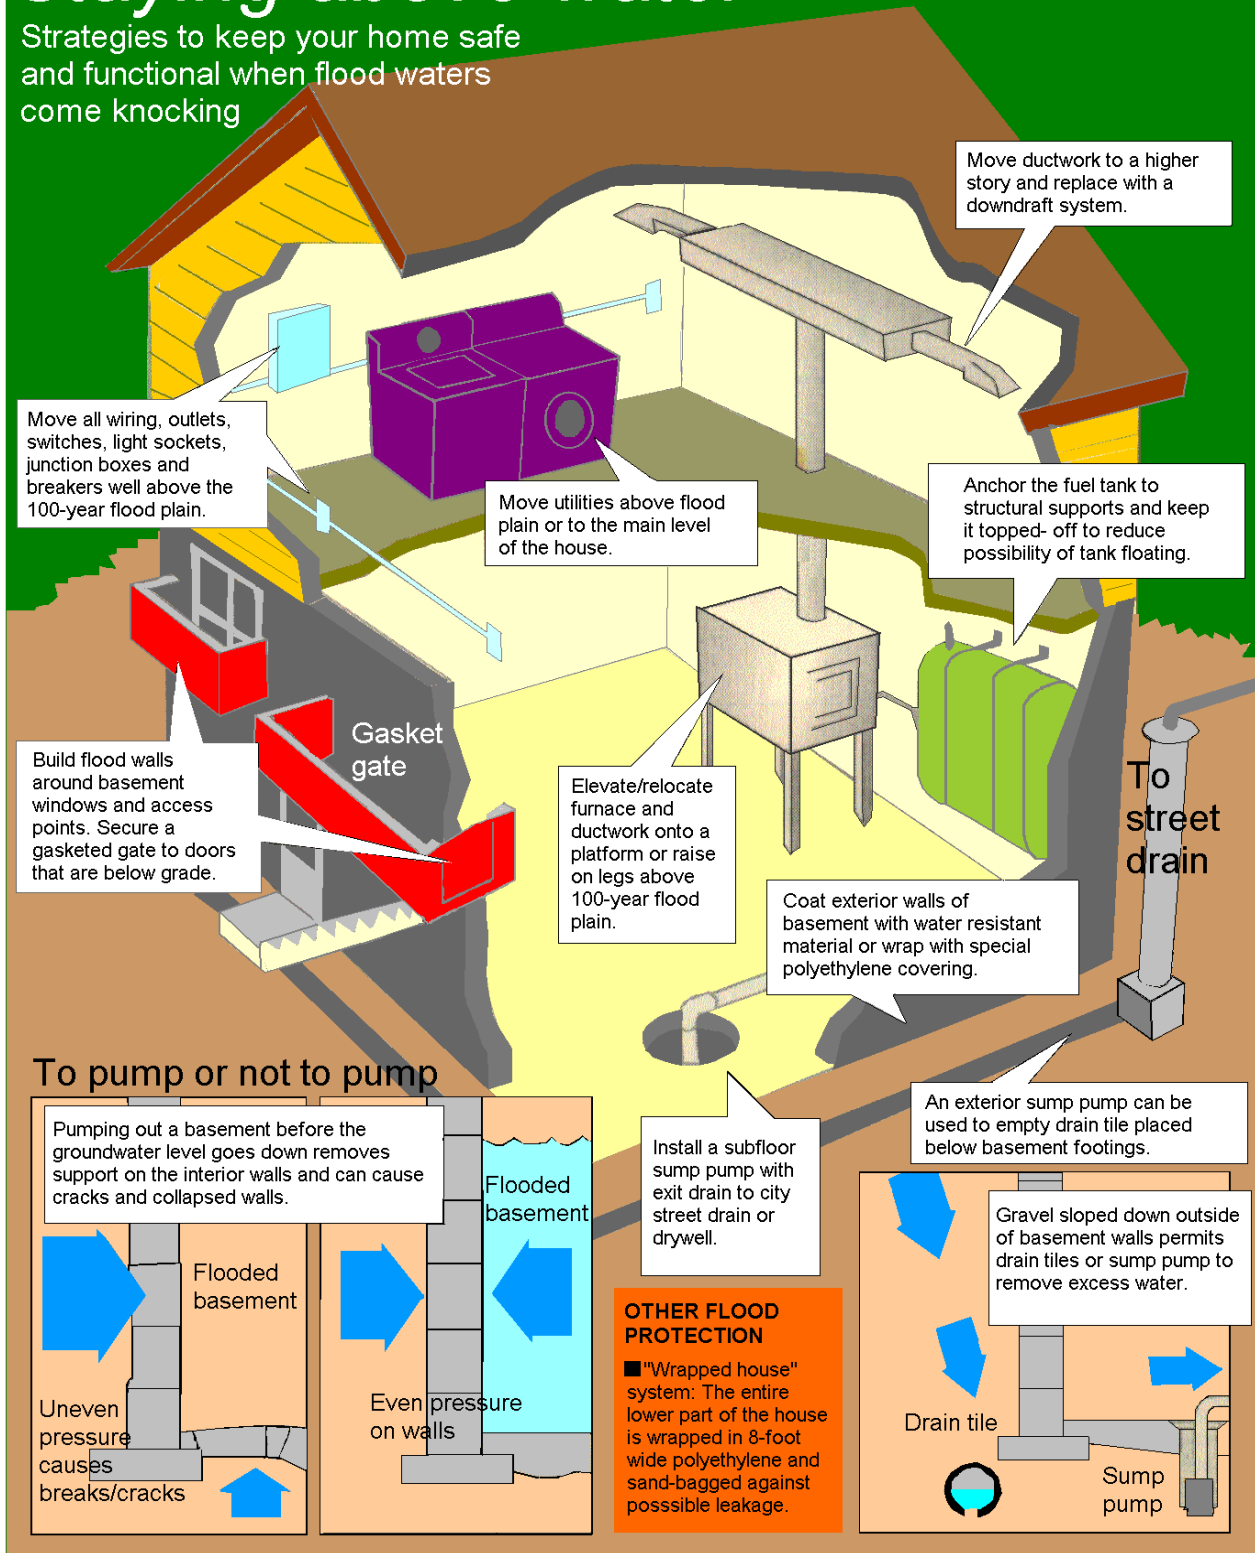 Staying above water
Strategies to keep your home safe
and functional when flood waters
come knocking
Move ductwork to a higher
story and replace with a
downdraft system.
Move all wiring, outlets,
switches, light sockets,
junction boxes and
breakers well above the
100-year flood plain.
Move utilities above flood
plain or to the main level
of the house.
Anchor the fuel tank to
structural supports and keep
it topped- off to reduce
possibility of tank floating.
Gasket
gate
Build flood walls
around basement
windows and access
points. Secure a
gasketed gate to doors
that are below grade.
Elevate/relocate
furnace and
ductwork onto a
platform or raise
on legs above
100-year flood
plain.
To
street
drain
Coat exterior walls of
basement with water resistant
material or wrap with special
polyethylene covering.
To pump or not to pump
Pumping out a basement before the
groundwater level goes down removes
support on the interior walls and can cause
cracks and collapsed walls.
Flooded
basement
Uneven
pressure
causes
breaks/cracks
Flooded
basement
Even pressure
on walls
Install a subfloor
sump pump with
exit drain to city
street drain or
drywell.
An exterior sump pump can be
used to empty drain tile placed
below basement footings.
Gravel sloped down outside
of basement walls permits
drain tiles or sump pump to
remove excess water.
Drain tile
Sump
pump
OTHER FLOOD
PROTECTION
■"Wrapped house"
system: The entire
lower part of the house
is wrapped in 8-foot
wide polyethylene and
sand-bagged against
posssible leakage.